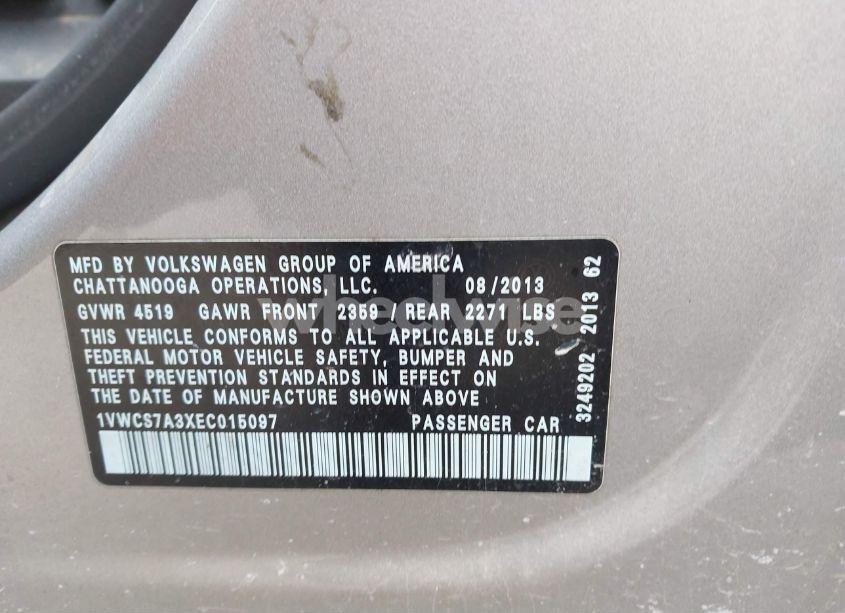 MFD BY VOLKSWAGEN GROUP OF AMERICA
CHATTANOOGA OPERATIONS, LLC. 08/2013
GVWR 4519 GAWR FRONT 2359 REAR 2271 LBS
THIS VEHICLE CONFORMS TO ALL APPLICABLE U.S.
FEDERAL MOTOR VEHICLE SAFETY, BUMPER AND
THEFT PREVENTION STANDARDS IN EFFECT ON
THE DATE OF MANUFACTURE SHOWN ABOVE
1VWCS7A3XEC015097 PASSENGER CAR
3249202 2013 62
wheelwise